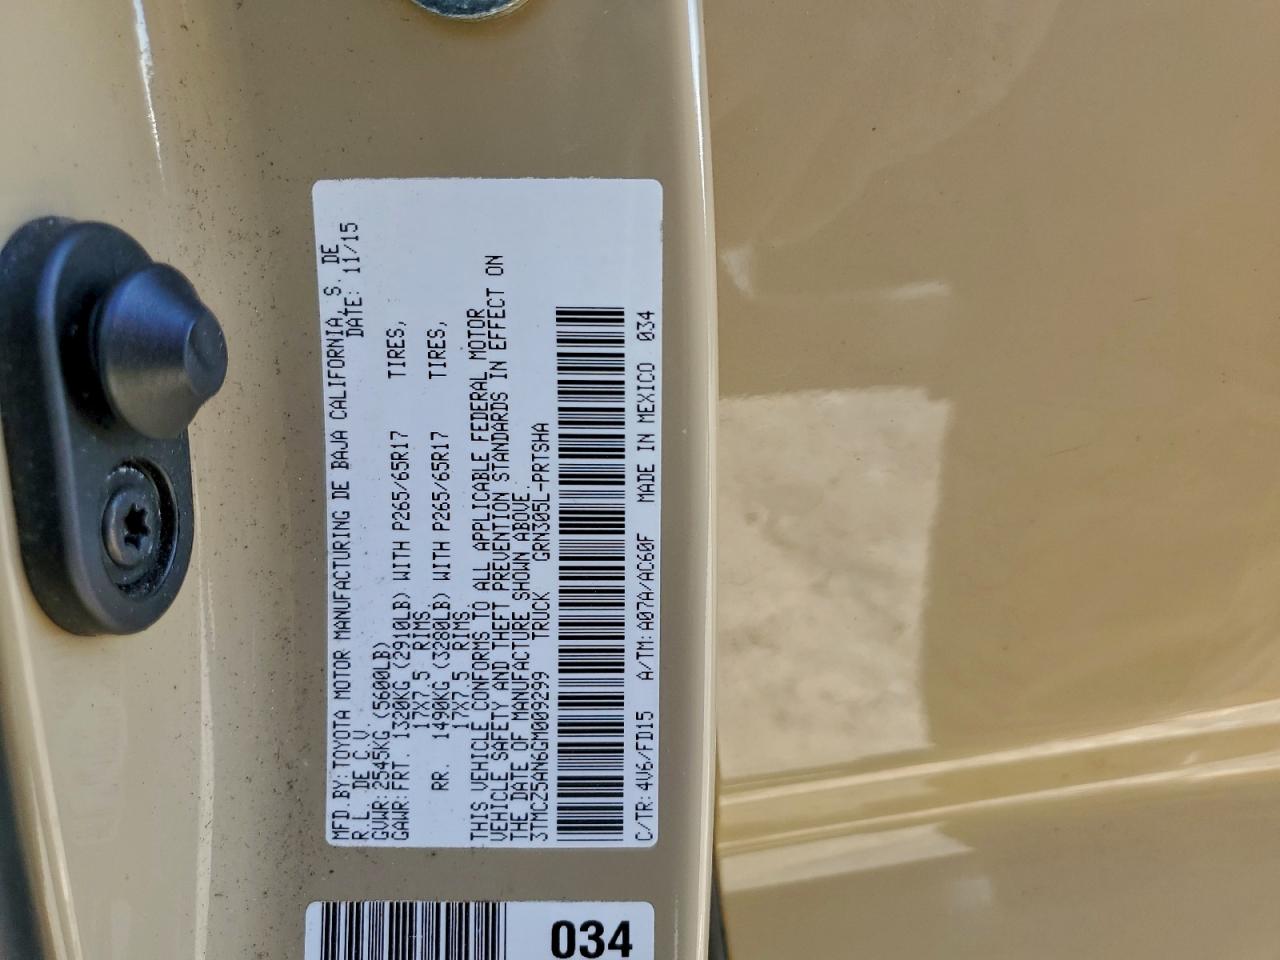 MFD BY: TOYOTA MOTOR MANUFACTURING DE BAJA CALIFORNIA, S. DE
R.L. DE C.V. DATE: 11/15
GVWR: 2545KG (5600LB)
GAWR: FRT. 1320KG (2910LB) WITH P265/65R17 TIRES,
17X7.5 RIMS.
RR. 1490KG (3280LB) WITH P265/65R17 TIRES,
17X7.5 RIMS.
THIS VEHICLE CONFORMS TO ALL APPLICABLE FEDERAL MOTOR
VEHICLE SAFETY AND THEFT PREVENTION STANDARDS IN EFFECT ON
THE DATE OF MANUFACTURE SHOWN ABOVE.
3TMCZ5AN6GM009299 TRUCK GRN305L-PRTSHA
C/TR: 4V6/FD15 A/TM: A07A/AC60F MADE IN MEXICO 034
034